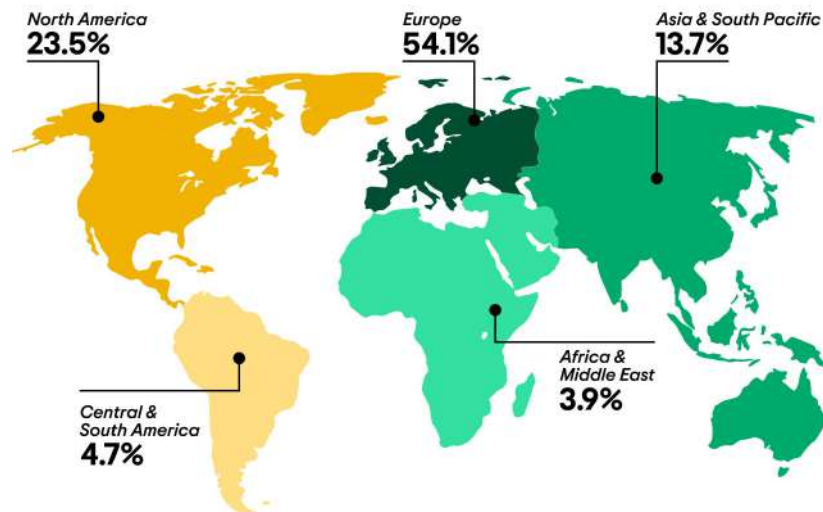 North America
23.5%
Europe
54.1%
Asia & South Pacific
13.7%
Africa &
Middle East
3.9%
Central &
South America
4.7%